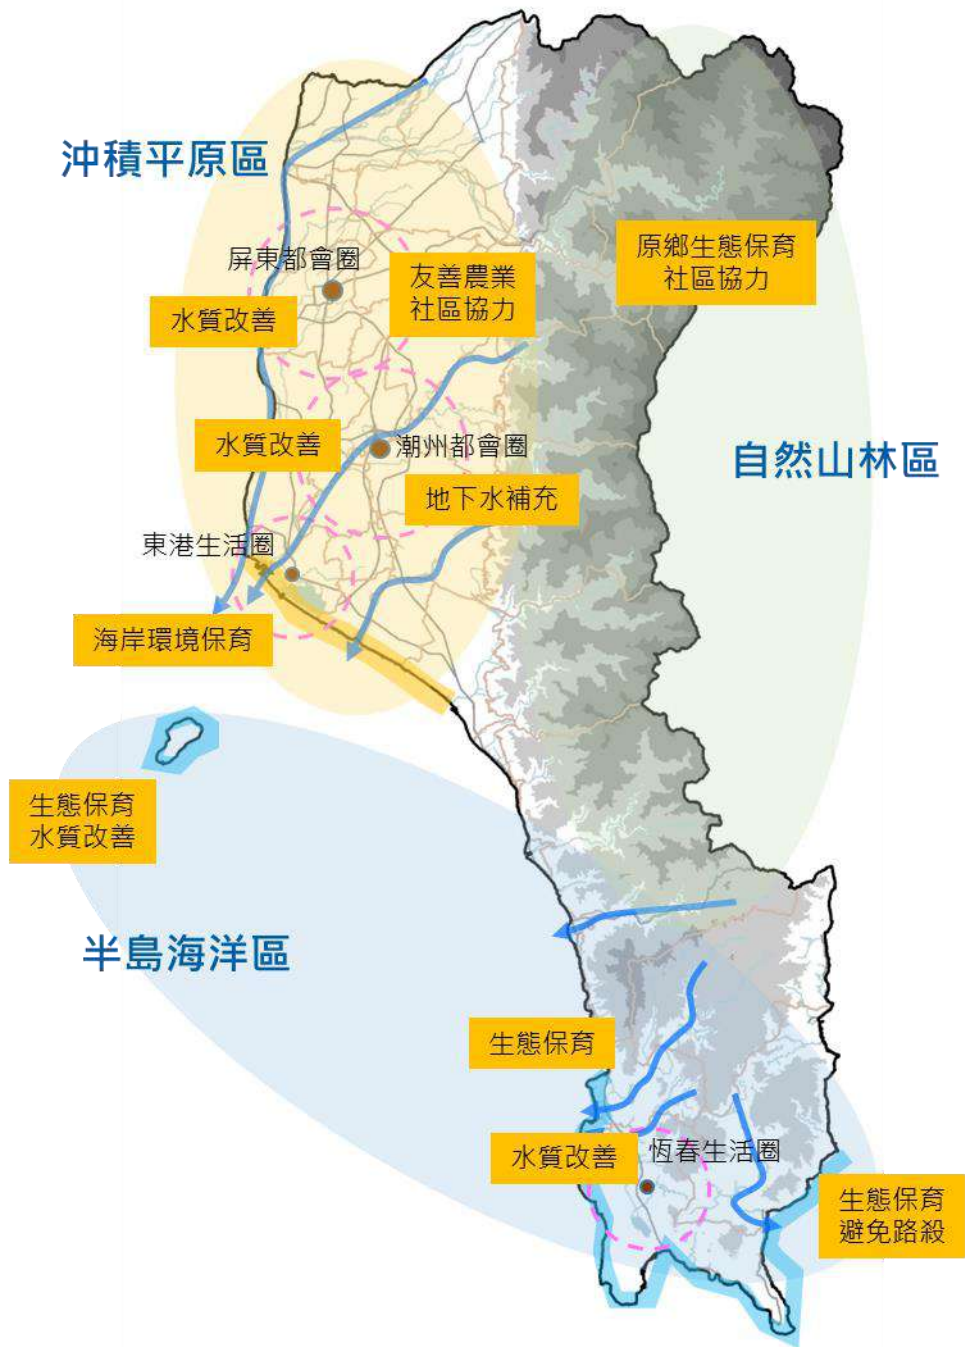 沖積平原區
原鄉生態保育
社區協力
屏東都會圈
友善農業
社區協力
水質改善
水質改善
潮州都會圈
自然山林區
地下水補充
東港生活圈
海岸環境保育
生態保育
水質改善
半島海洋區
生態保育
水質改善
恆春生活圈
生態保育
避免路殺